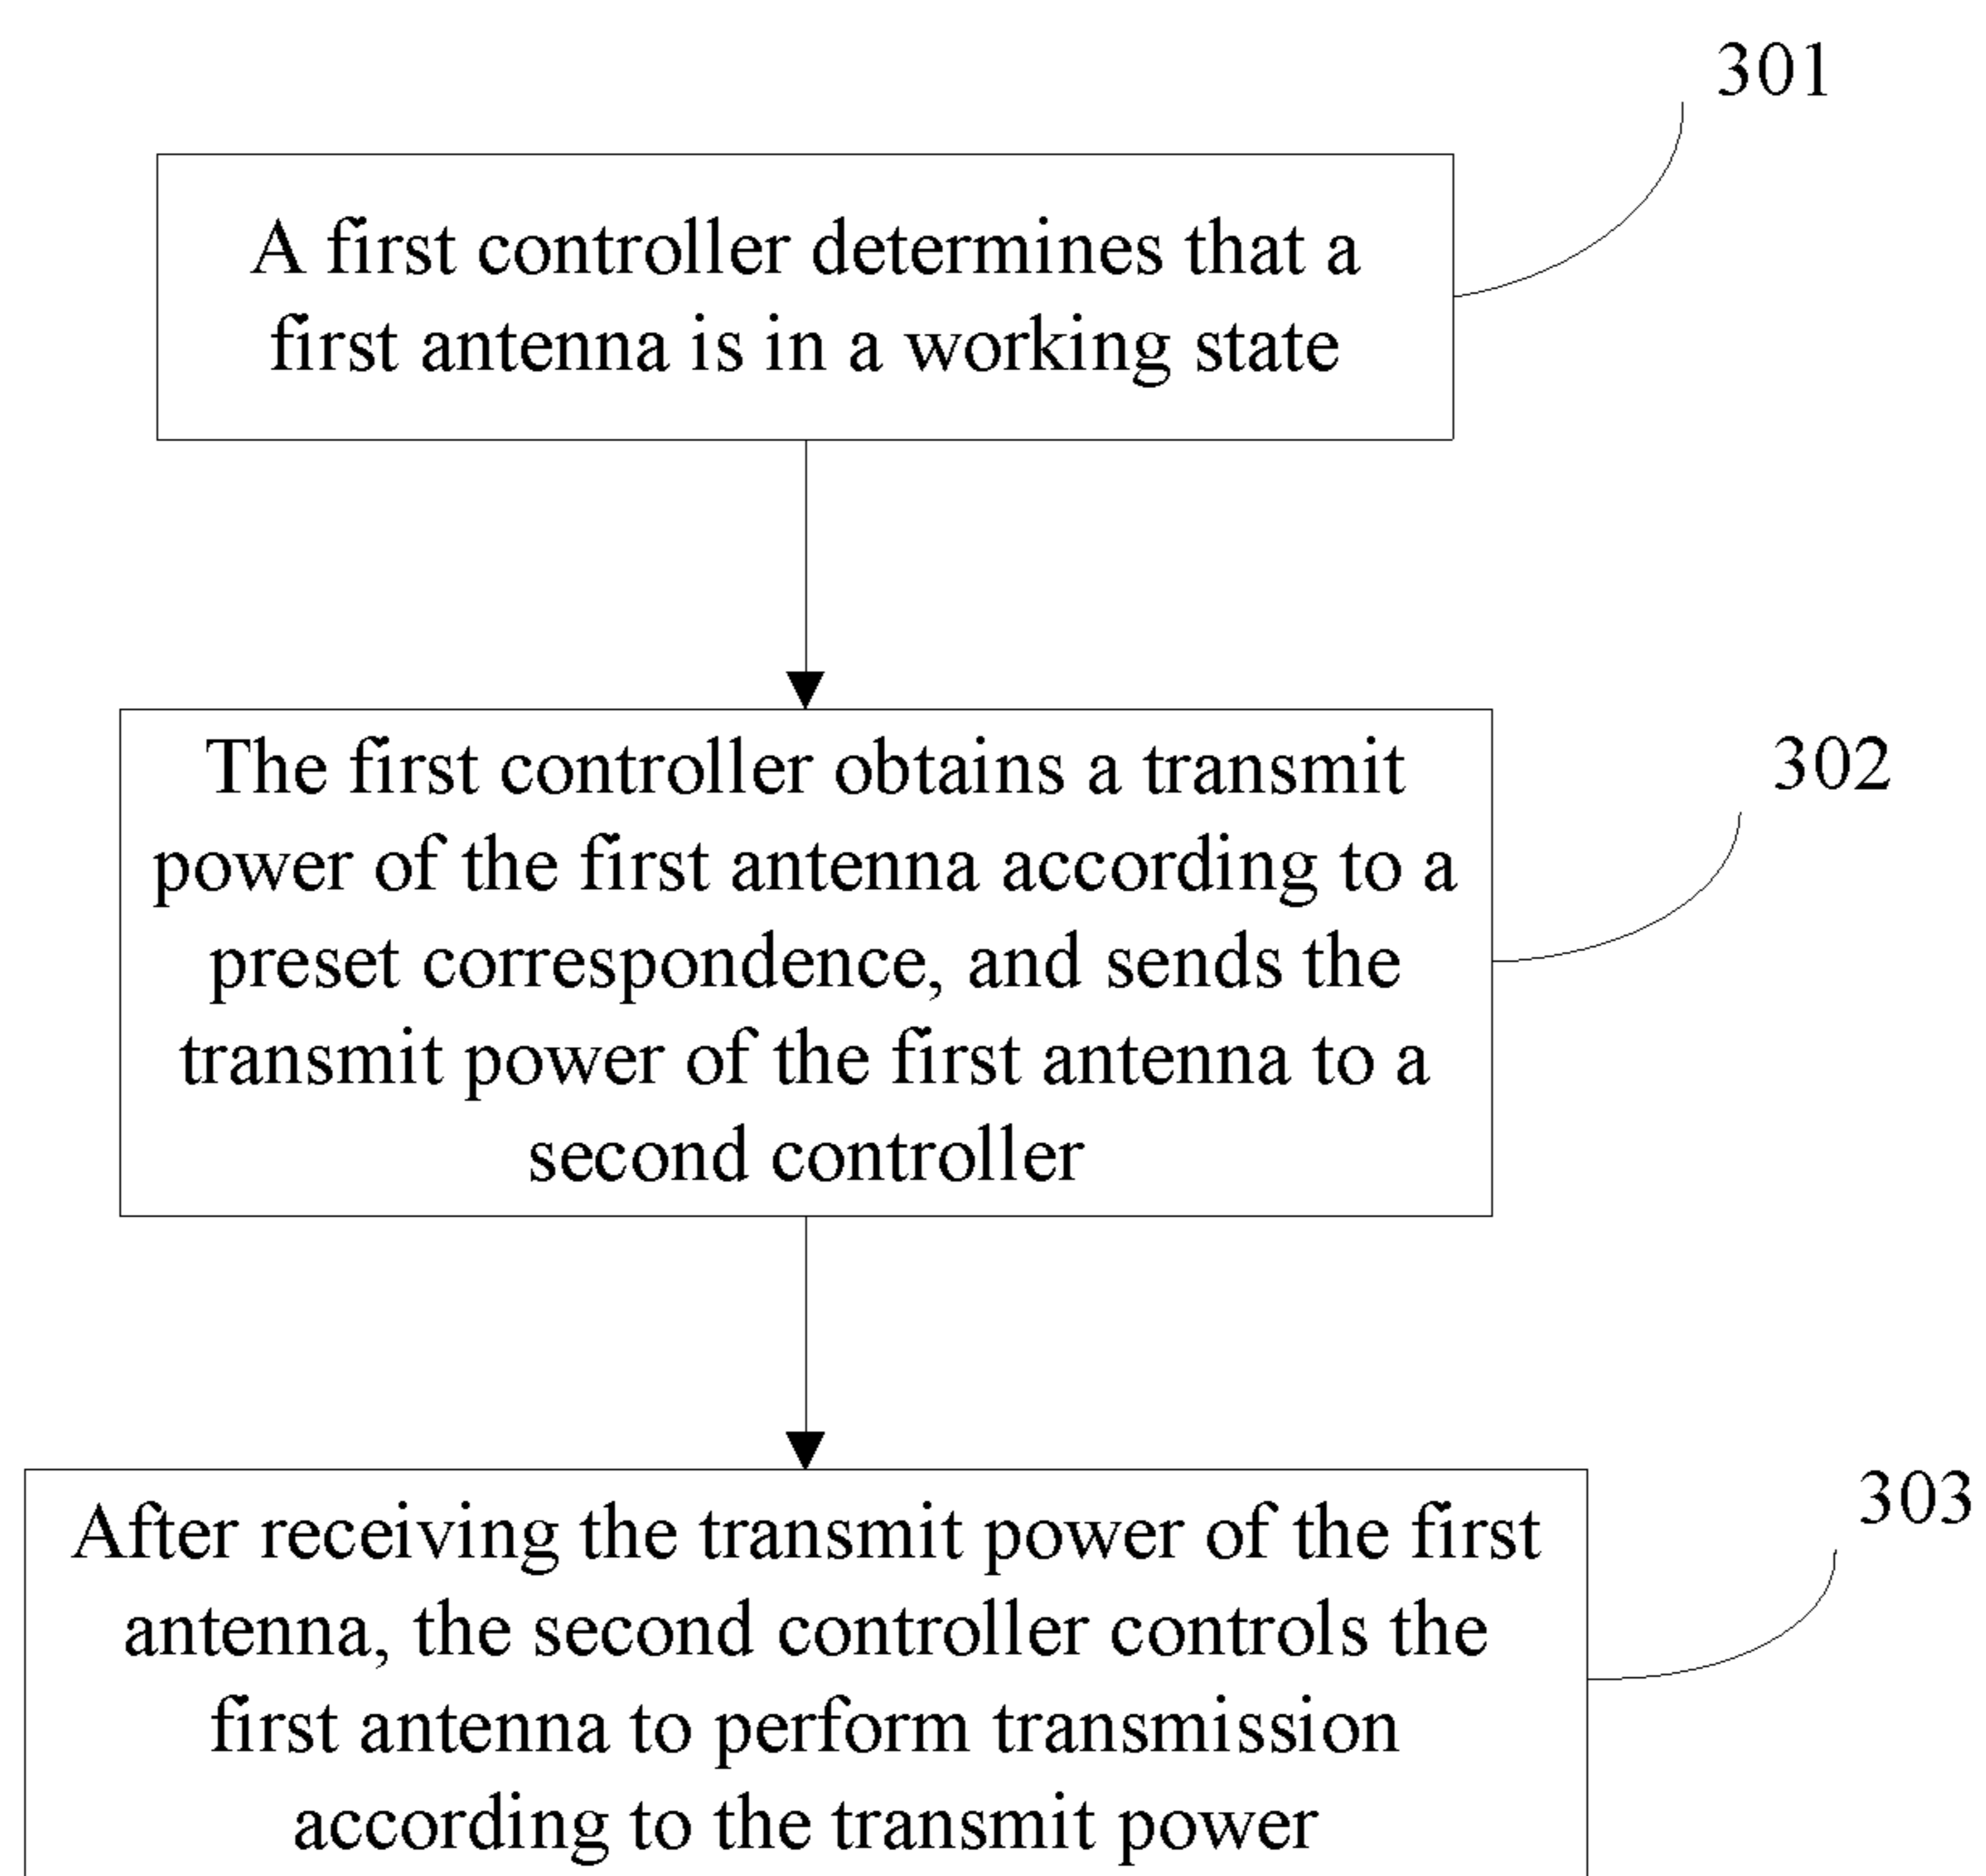 301
A first controller determines that a
first antenna is in a working state
302
The first controller obtains a transmit
power of the first antenna according to a
preset correspondence, and sends the
transmit power of the first antenna to a
second controller
303
After receiving the transmit power of the first
antenna, the second controller controls the
first antenna to perform transmission
according to the transmit power